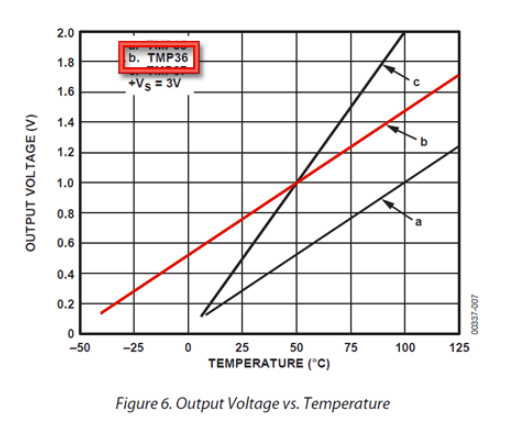 2.0
1.8
1.6
1.4
1.2
1.0
0.8
0.6
0.4
0.2
0
OUTPUT VOLTAGE (V)
b. TMP36
+VS = 3V
c
b
a
–50 –25 0 25 50 75 100 125
TEMPERATURE (°C)
00337-007
Figure 6. Output Voltage vs. Temperature